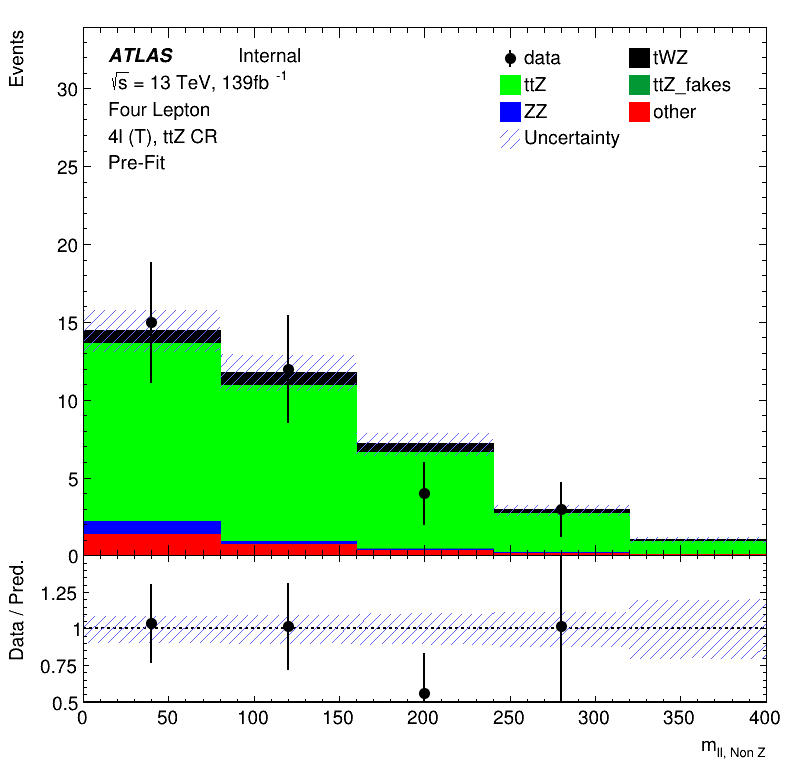 Events
ATLAS Internal
√s = 13 TeV, 139fb -1
Four Lepton
4l (T), ttZ CR
Pre-Fit
data tWZ
ttZ ttZ_fakes
ZZ other
Uncertainty
30
25
20
15
10
5
0
Data / Pred.
1.25
1
0.75
0.5
0 50 100 150 200 250 300 350 400
mll, Non Z